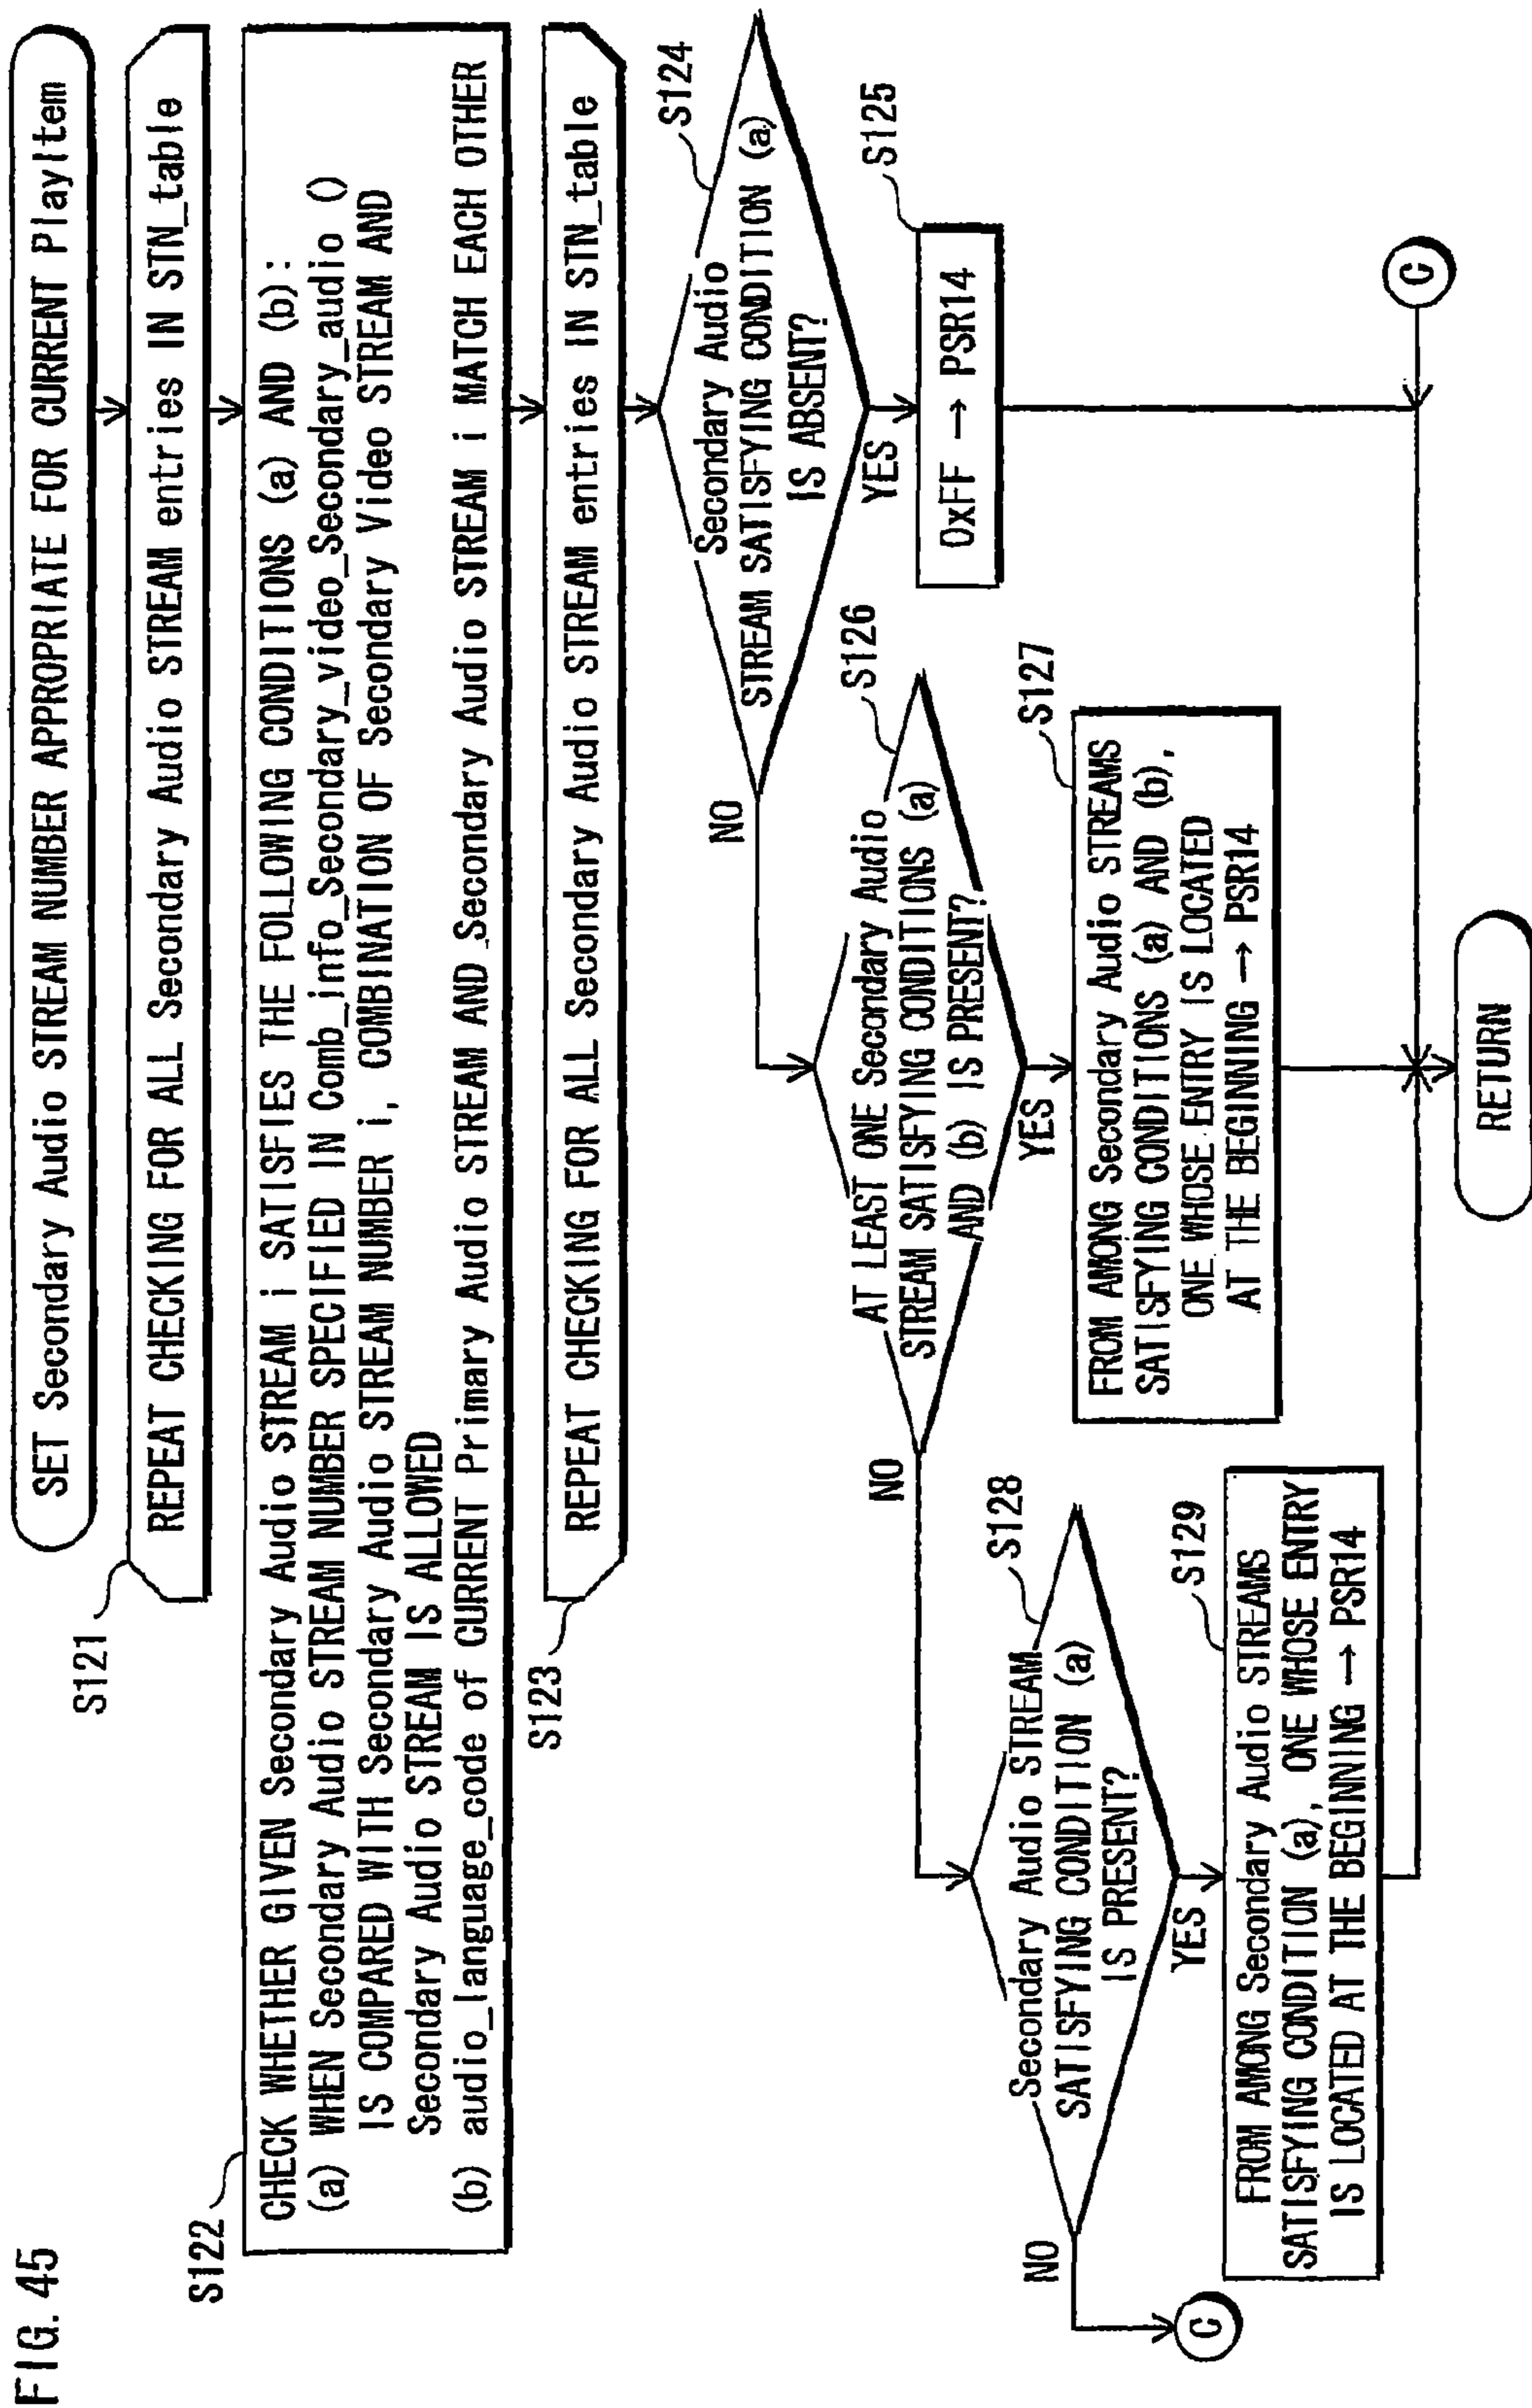 FIG. 45
SET Secondary Audio STREAM NUMBER APPROPRIATE FOR CURRENT PlayItem
S121
REPEAT CHECKING FOR ALL Secondary Audio STREAM entries IN STN_table
S122
CHECK WHETHER GIVEN Secondary Audio STREAM i SATISFIES THE FOLLOWING CONDITIONS (a) AND (b):
(a) WHEN Secondary Audio STREAM NUMBER SPECIFIED IN Comb_info_Secondary_video_Secondary_audio ()
IS COMPARED WITH Secondary Audio STREAM NUMBER i, COMBINATION OF Secondary Video STREAM AND
Secondary Audio STREAM IS ALLOWED
(b) audio_language_code of CURRENT Primary Audio STREAM AND Secondary Audio STREAM i MATCH EACH OTHER
S123
REPEAT CHECKING FOR ALL Secondary Audio STREAM entries IN STN_table
S124
Secondary Audio
STREAM SATISFYING CONDITION (a)
IS ABSENT?
NO
YES
S125
0xFF → PSR14
S126
AT LEAST ONE Secondary Audio
STREAM SATISFYING CONDITIONS (a)
AND (b) IS PRESENT?
NO
YES
S127
FROM AMONG Secondary Audio STREAMS
SATISFYING CONDITIONS (a) AND (b),
ONE WHOSE ENTRY IS LOCATED
AT THE BEGINNING → PSR14
S128
Secondary Audio STREAM
SATISFYING CONDITION (a)
IS PRESENT?
NO
YES
S129
FROM AMONG Secondary Audio STREAMS
SATISFYING CONDITION (a), ONE WHOSE ENTRY
IS LOCATED AT THE BEGINNING → PSR14
C
C
RETURN